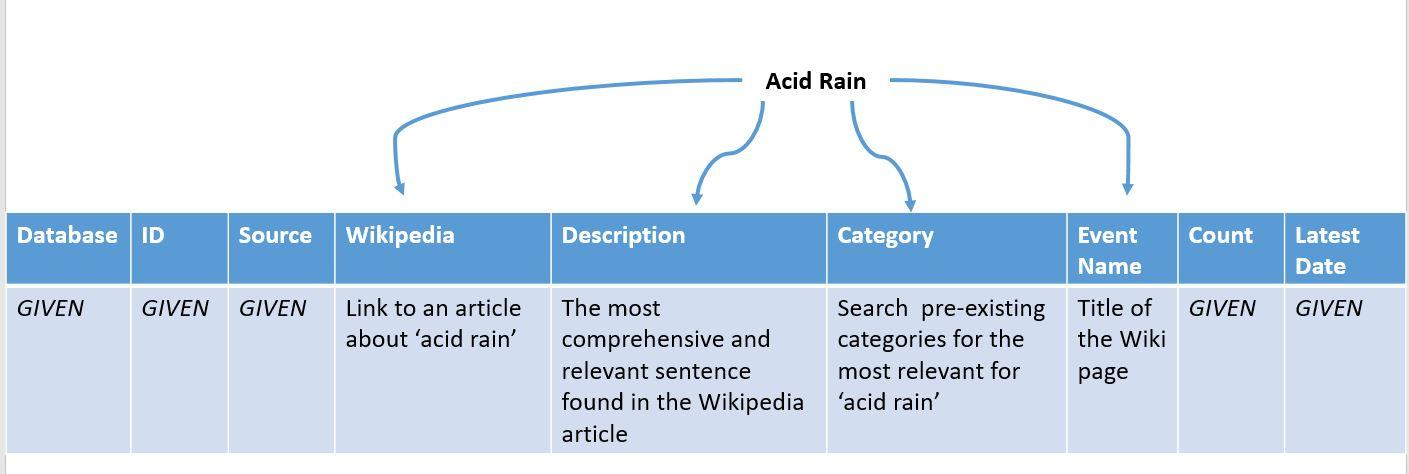 Acid Rain
Database ID Source Wikipedia Description Category Event Name Count Latest Date
GIVEN GIVEN GIVEN Link to an article about ‘acid rain’ The most comprehensive and relevant sentence found in the Wikipedia article Search  pre-existing categories for the most relevant for ‘acid rain’ Title of the Wiki page GIVEN GIVEN